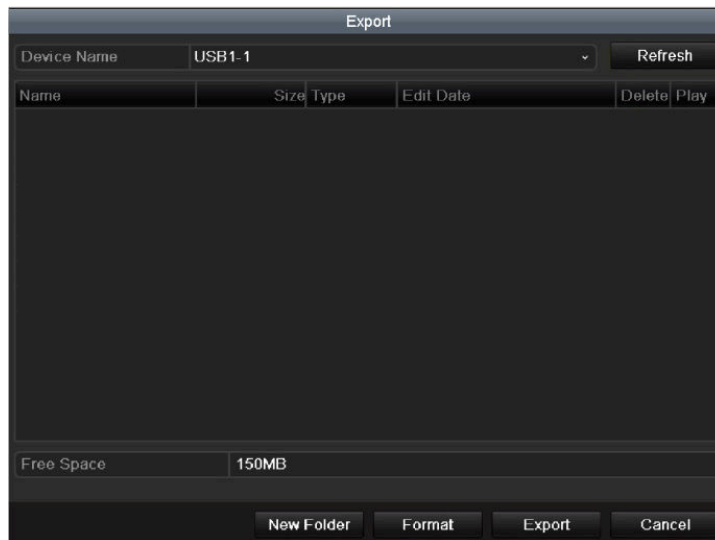 Export
Device Name USB1-1 Refresh
Name Size Type Edit Date Delete Play
Free Space 150MB
New Folder Format Export Cancel